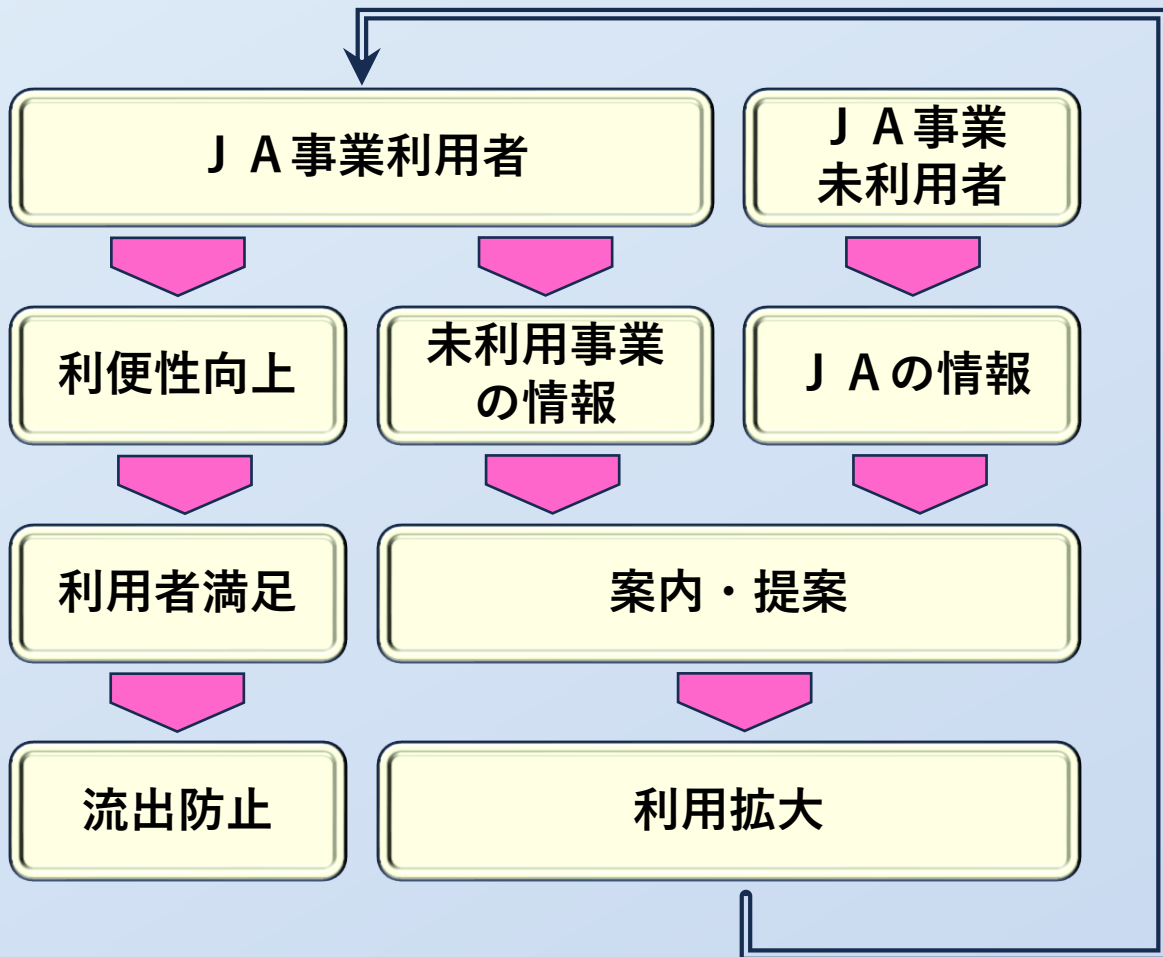 ＪＡ事業利用者
ＪＡ事業
未利用者
利便性向上
未利用事業
の情報
ＪＡの情報
利用者満足
案内・提案
流出防止
利用拡大